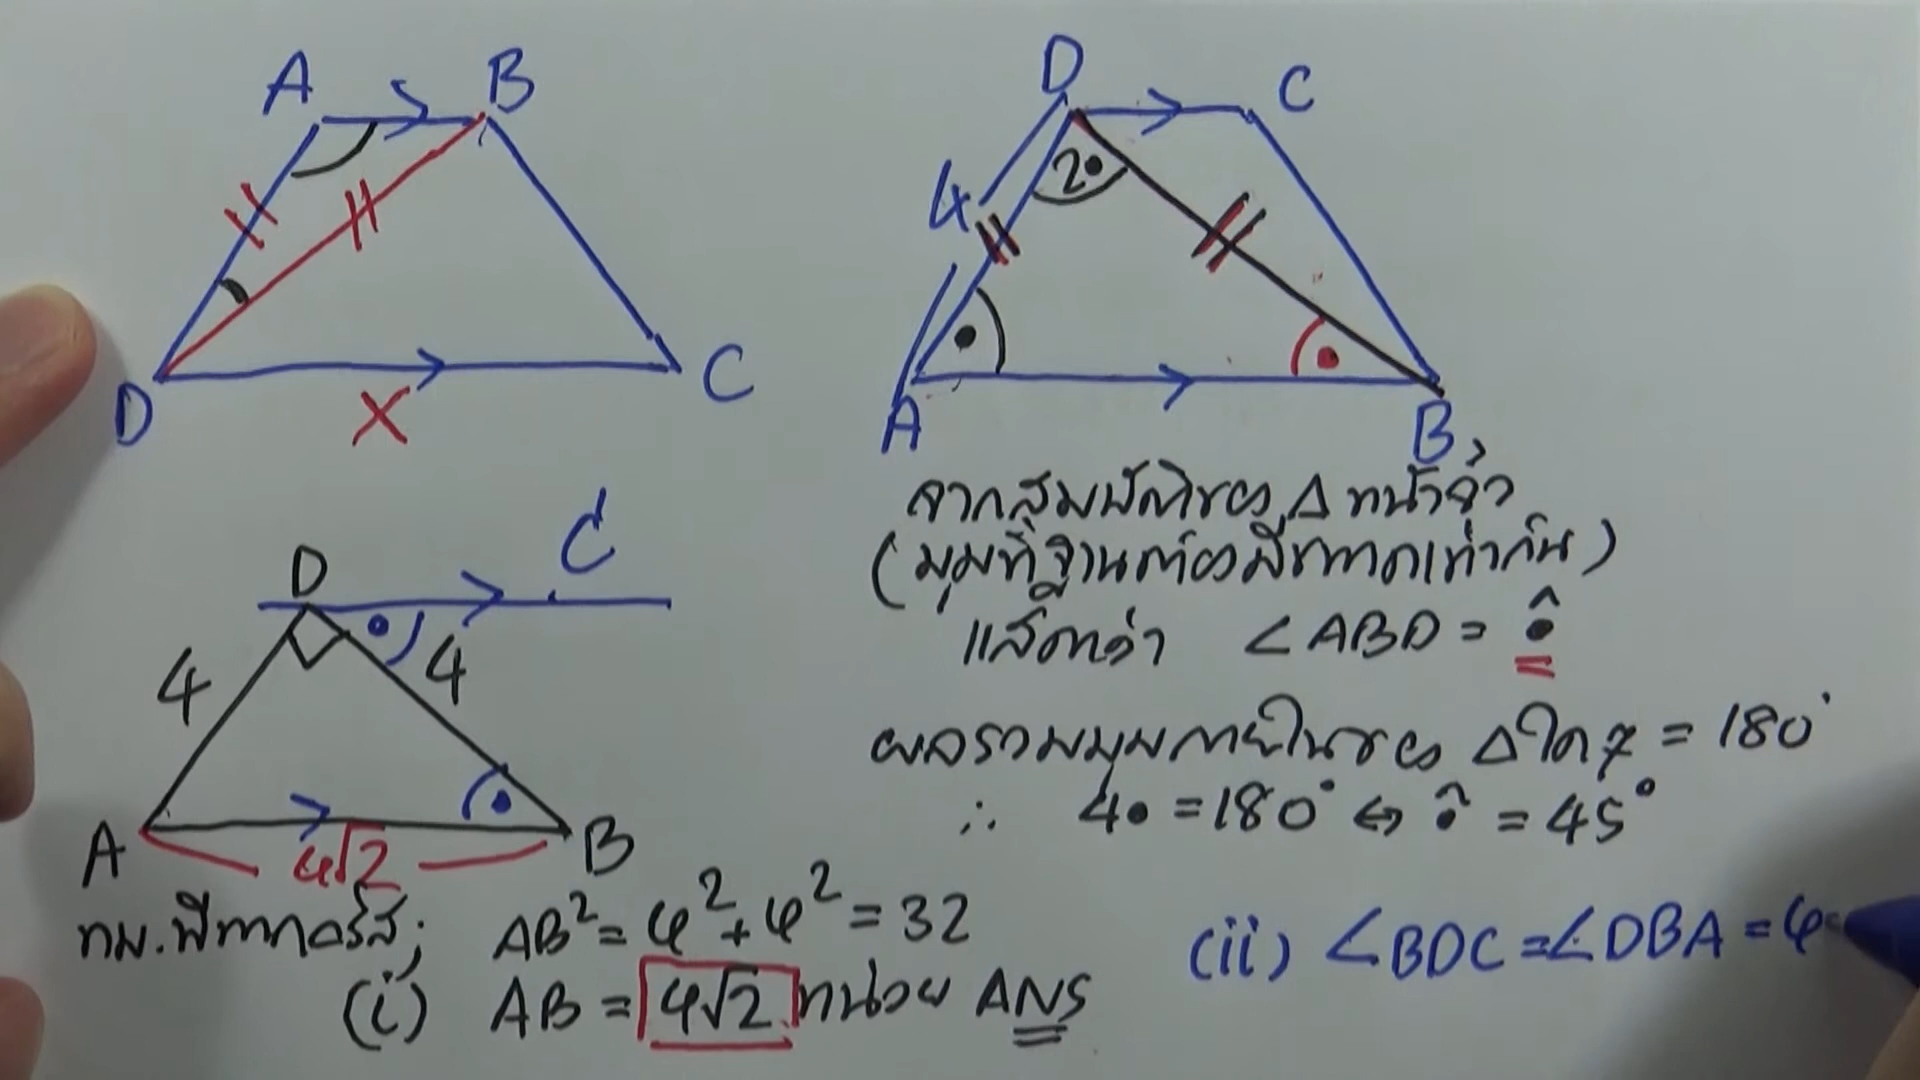 A B
D X C
D C
4 2•
A B
จากสมบัติของ Δ หน้าจั่ว
(มุมที่ฐานต้องมีขนาดเท่ากัน)
แสดงว่า ∠ABD = •̂
ผลรวมมุมภายในของ Δ ใดๆ = 180°
∴ 4• = 180° ↔ •̂ = 45°
D C
4 4
A 4√2 B
ทบ.พีทาโกรัส; AB² = 4² + 4² = 32
(i) AB = 4√2 หน่วย ANS
(ii) ∠BDC = ∠DBA = 4